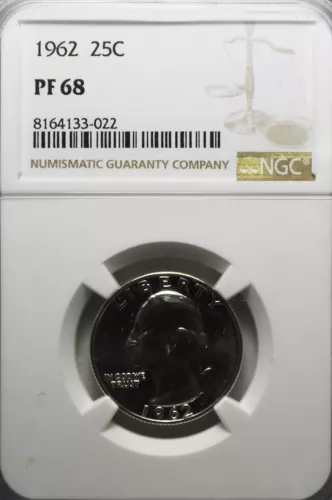 1962 25C
PF 68
8164133-022
NUMISMATIC GUARANTY COMPANY
NGC
LIBERTY
IN GOD WE
TRUST
1962